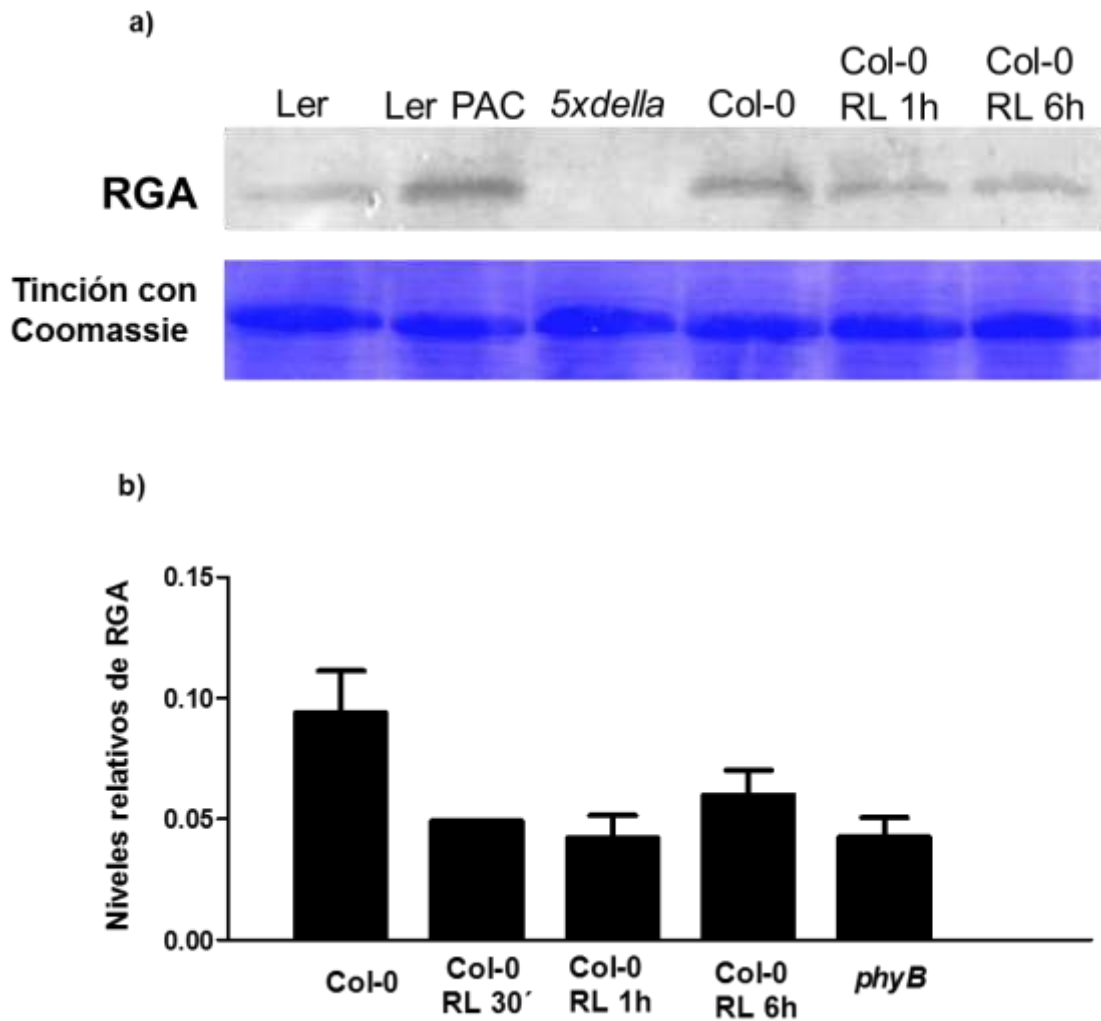 a)
Ler
Ler PAC
5xdella
Col-0
Col-0
RL 1h
Col-0
RL 6h
RGA
Tinción con
Coomassie
b)
Niveles relativos de RGA
0.15
0.10
0.05
0.00
Col-0
Col-0
RL 30´
Col-0
RL 1h
Col-0
RL 6h
phyB